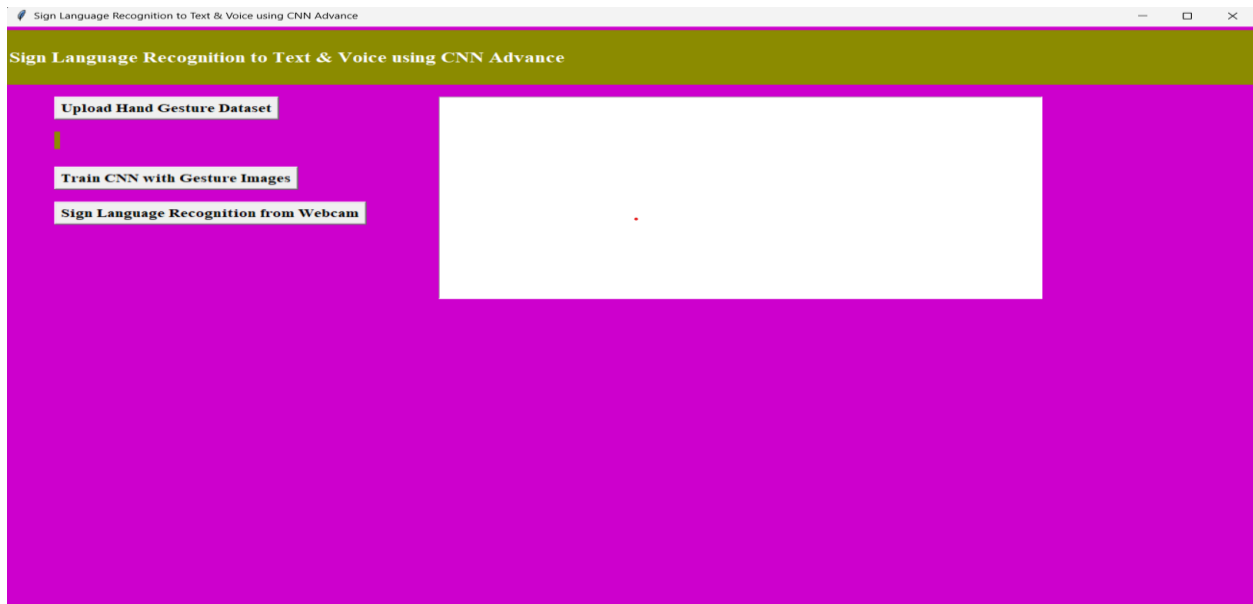 Sign Language Recognition to Text & Voice using CNN Advance
Sign Language Recognition to Text & Voice using CNN Advance
Upload Hand Gesture Dataset
Train CNN with Gesture Images
Sign Language Recognition from Webcam